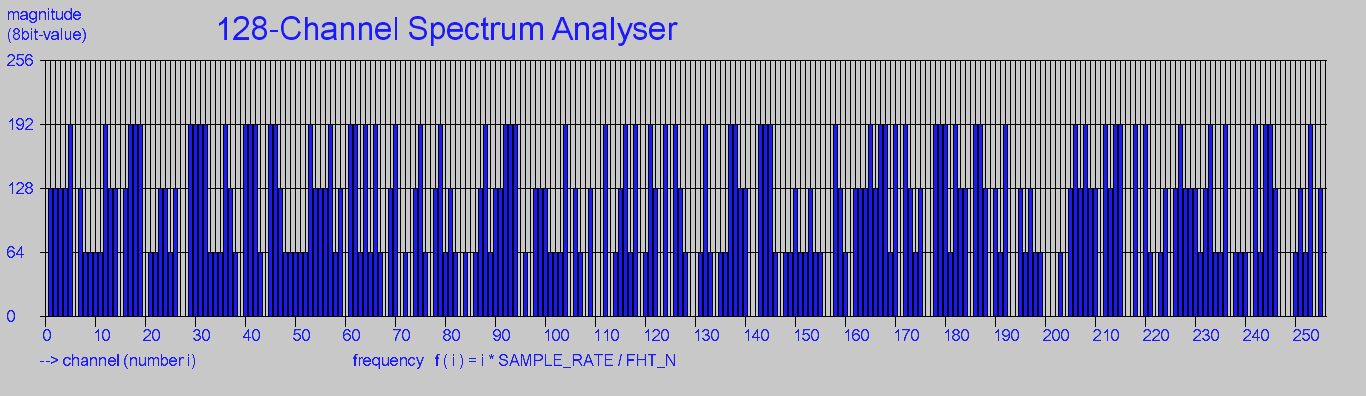 magnitude
(8bit-value)
128-Channel Spectrum Analyser
256
192
128
64
0
0 10 20 30 40 50 60 70 80 90 100 110 120 130 140 150 160 170 180 190 200 210 220 230 240 250
--> channel (number i) frequency f ( i ) = i * SAMPLE_RATE / FHT_N